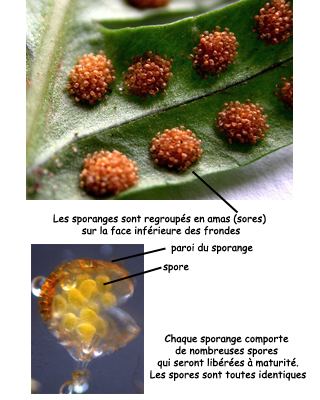 Les sporanges sont regroupés en amas (sores)
sur la face inférieure des frondes
paroi du sporange
spore
Chaque sporange comporte
de nombreuses spores
qui seront libérées à maturité.
Les spores sont toutes identiques